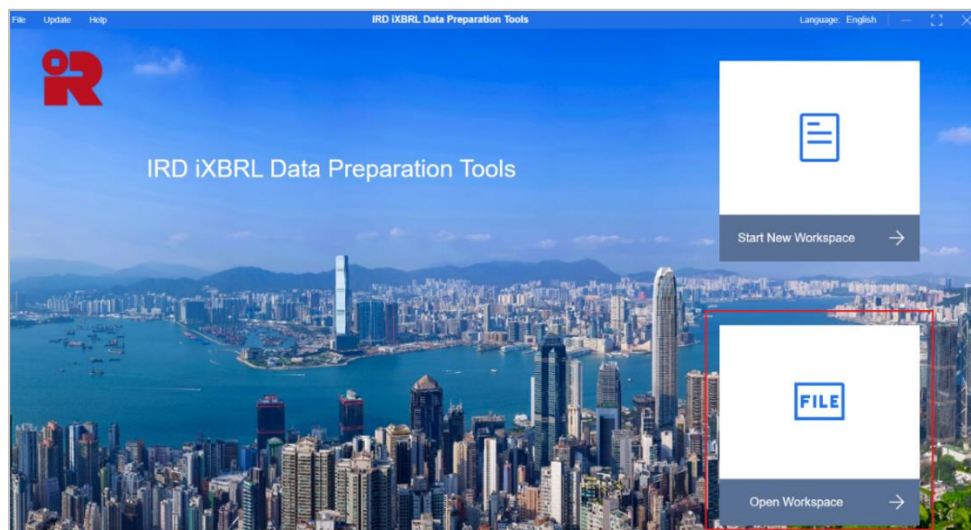 File Update Help IRD iXBRL Data Preparation Tools Language: English
IR
IRD iXBRL Data Preparation Tools
Start New Workspace
FILE
Open Workspace